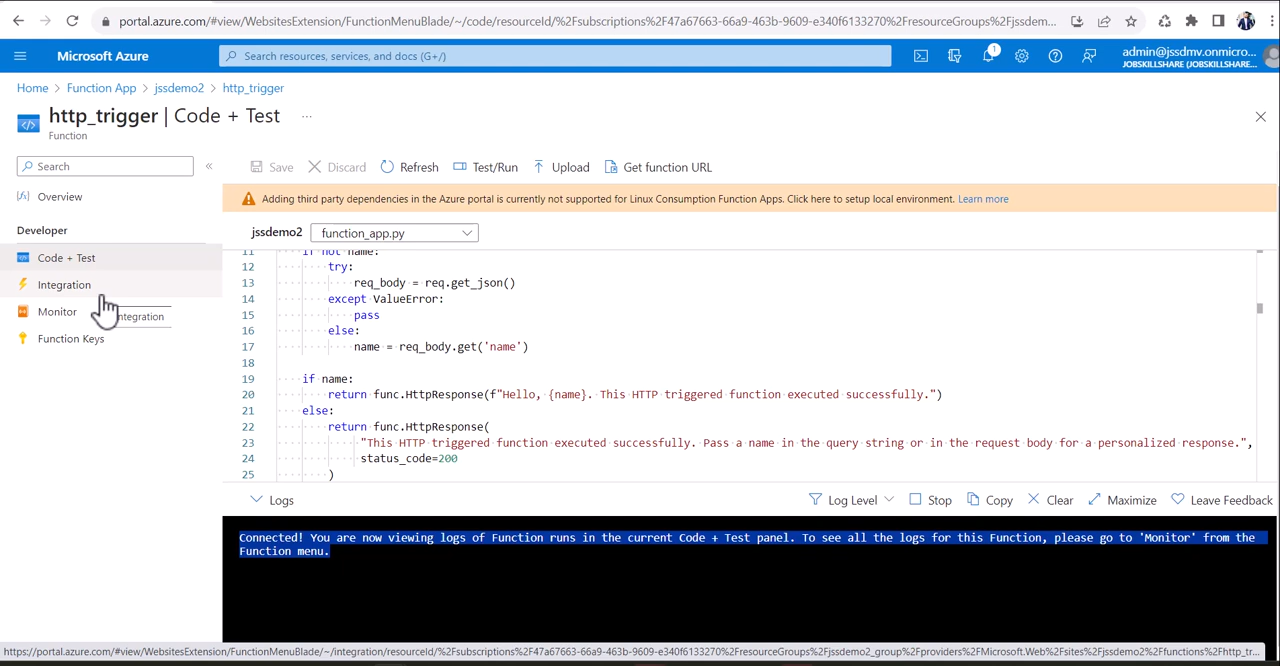 portal.azure.com/#view/WebsitesExtension/FunctionMenuBlade/~/code/resourceId/%2Fsubscriptions%2F47a67663-66a9-463b-9609-e340f6133270%2FresourceGroups%2Fjssdemo...
Microsoft Azure
Search resources, services, and docs (G+/)
1
admin@jssdmv.onmicro...
JOBSKILLSHARE (JOBSKILLSHARE....
Home > Function App > jssdemo2 > http_trigger
http_trigger | Code + Test ...
Function
Search
«
Save
Discard
Refresh
Test/Run
Upload
Get function URL
Overview
Adding third party dependencies in the Azure portal is currently not supported for Linux Consumption Function Apps. Click here to setup local environment. Learn more
Developer
jssdemo2
function_app.py
Code + Test
Integration
Monitor
Integration
Function Keys
11 if not name:
12 try:
13 req_body = req.get_json()
14 except ValueError:
15 pass
16 else:
17 name = req_body.get('name')
18
19 if name:
20 return func.HttpResponse(f"Hello, {name}. This HTTP triggered function executed successfully.")
21 else:
22 return func.HttpResponse(
23 "This HTTP triggered function executed successfully. Pass a name in the query string or in the request body for a personalized response.",
24 status_code=200
25 )
Logs
Log Level
Stop
Copy
Clear
Maximize
Leave Feedback
Connected! You are now viewing logs of Function runs in the current Code + Test panel. To see all the logs for this Function, please go to 'Monitor' from the
Function menu.
https://portal.azure.com/#view/WebsitesExtension/FunctionMenuBlade/~/integration/resourceId/%2Fsubscriptions%2F47a67663-66a9-463b-9609-e340f6133270%2FresourceGroups%2Fjssdemo2_group%2Fproviders%2FMicrosoft.Web%2Fsites%2Fjssdemo2%2Ffunctions%2Fhttp_tr...